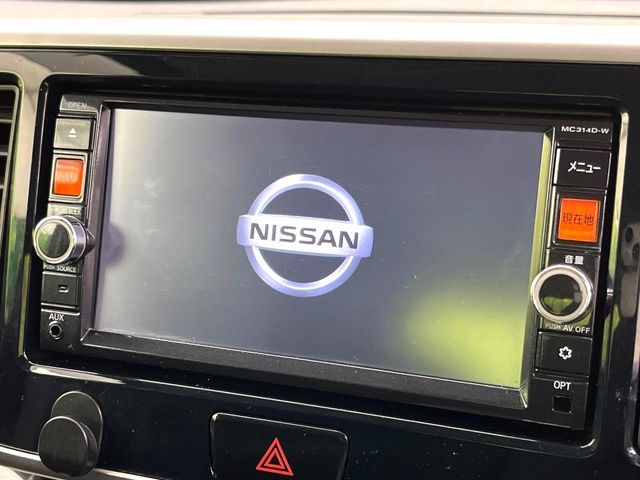 OPEN
MC314D-W
メニュー
AV
現在地
NISSAN
音量
PUSH SOURCE
PUSH AV OFF
AUX
OPT